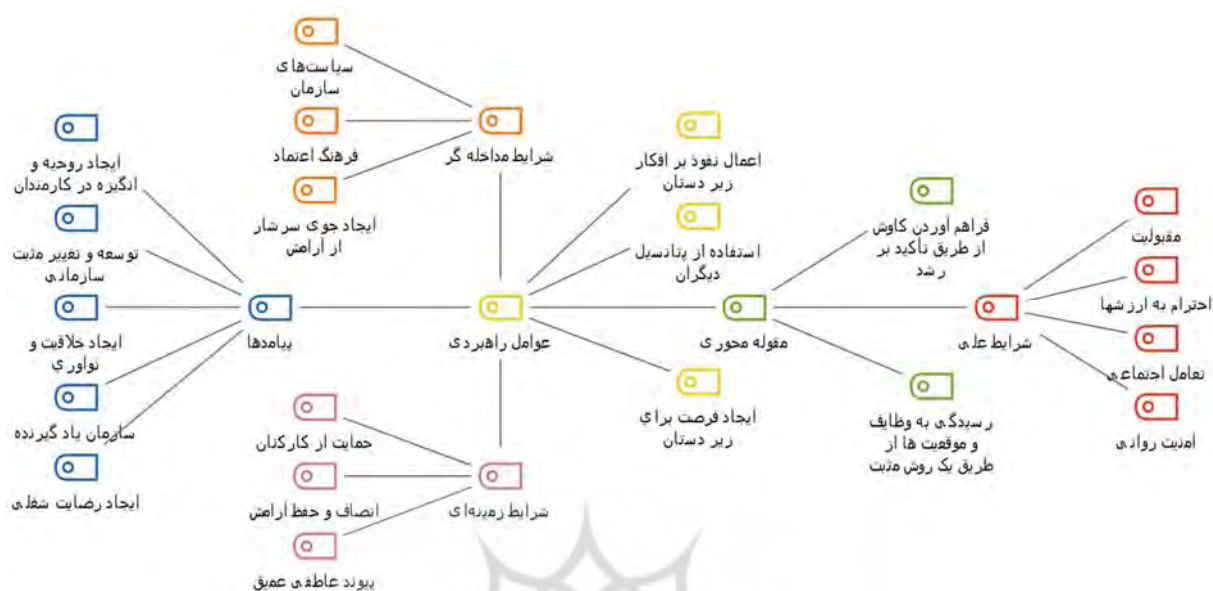 سیاست‌های
سازمان
فرهنگ اعتماد
ایجاد جوی سرشار
از آرامش
شرایط مداخله گر
اعمال نفوذ بر افکار
زیر دستان
استفاده از پتانسیل
دیگران
ایجاد فرصت براي
زیر دستان
عوامل راهبردی
فراهم آوردن کاوش
از طریق تأکید بر
رشد
مقوله محوری
رسیدگی به وظایف
و موقعیت ها از
طریق یک روش مثبت
مقبولیت
احترام به ارزشها
شرایط علی
تعامل اجتماعی
امنیت روانی
ایجاد روحیه و
انگیزه در کارمندان
توسعه و تغییر مثبت
سازمانی
پیامدها
ایجاد خلاقیت و
نوآوري
سازمان یاد گیرنده
ایجاد رضایت شغلی
حمایت از کارکنان
انصاف و حفظ آرامش
شرایط زمینه‌ای
پیوند عاطفی عمیق